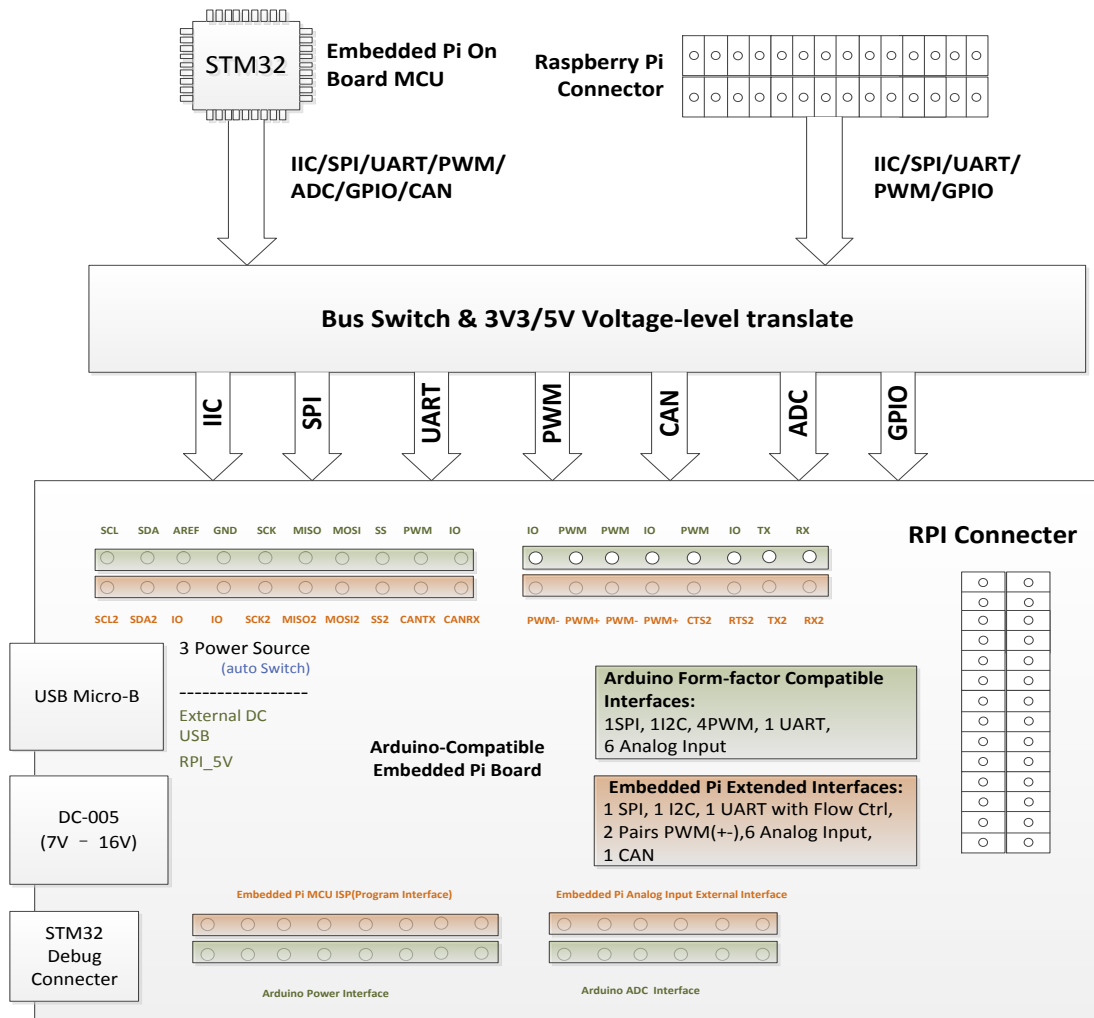 STM32
Embedded Pi On
Board MCU
Raspberry Pi
Connector
IIC/SPI/UART/PWM/
ADC/GPIO/CAN
IIC/SPI/UART/
PWM/GPIO
Bus Switch & 3V3/5V Voltage-level translate
IIC
SPI
UART
PWM
CAN
ADC
GPIO
SCL SDA AREF GND SCK MISO MOSI SS PWM IO
IO PWM PWM IO PWM IO TX RX
RPI Connecter
SCL2 SDA2 IO IO SCK2 MISO2 MOSI2 SS2 CANTX CANRX
PWM- PWM+ PWM- PWM+ CTS2 RTS2 TX2 RX2
USB Micro-B
3 Power Source
(auto Switch)
-----------------
External DC
USB
RPI_5V
Arduino-Compatible
Embedded Pi Board
Arduino Form-factor Compatible
Interfaces:
1SPI, 1I2C, 4PWM, 1 UART,
6 Analog Input
Embedded Pi Extended Interfaces:
1 SPI, 1 I2C, 1 UART with Flow Ctrl,
2 Pairs PWM(+-),6 Analog Input,
1 CAN
DC-005
(7V – 16V)
STM32
Debug
Connecter
Embedded Pi MCU ISP(Program Interface)
Arduino Power Interface
Embedded Pi Analog Input External Interface
Arduino ADC Interface